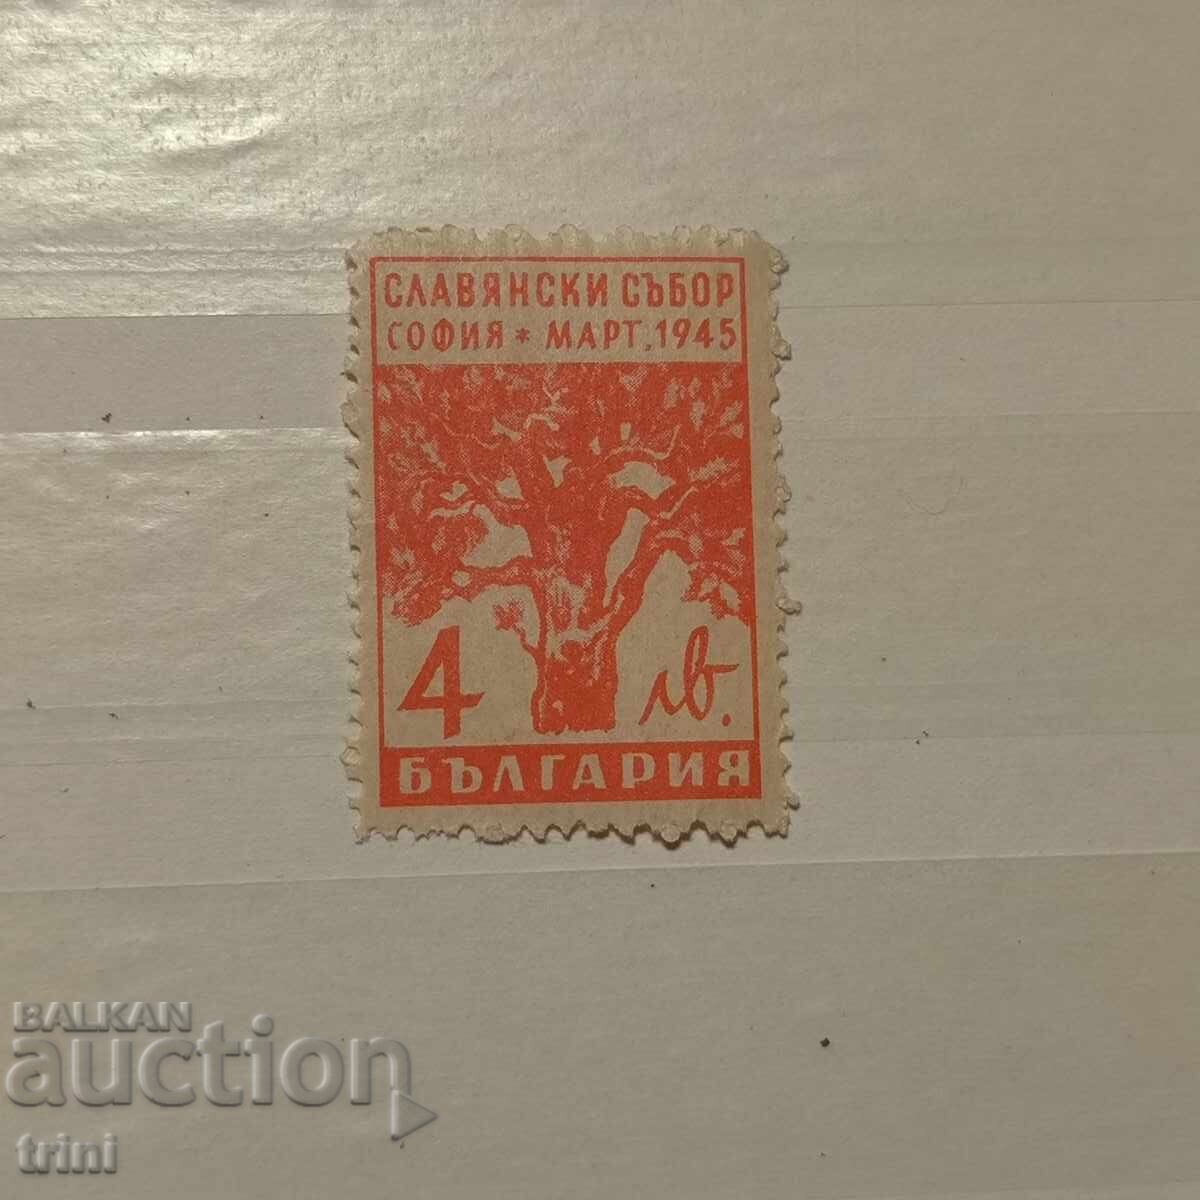 СЛАВЯНСКИ СЪБОР
СОФИЯ * МАРТ, 1945
4 лв.
БЪЛГАРИЯ
BALKAN
auction
trini